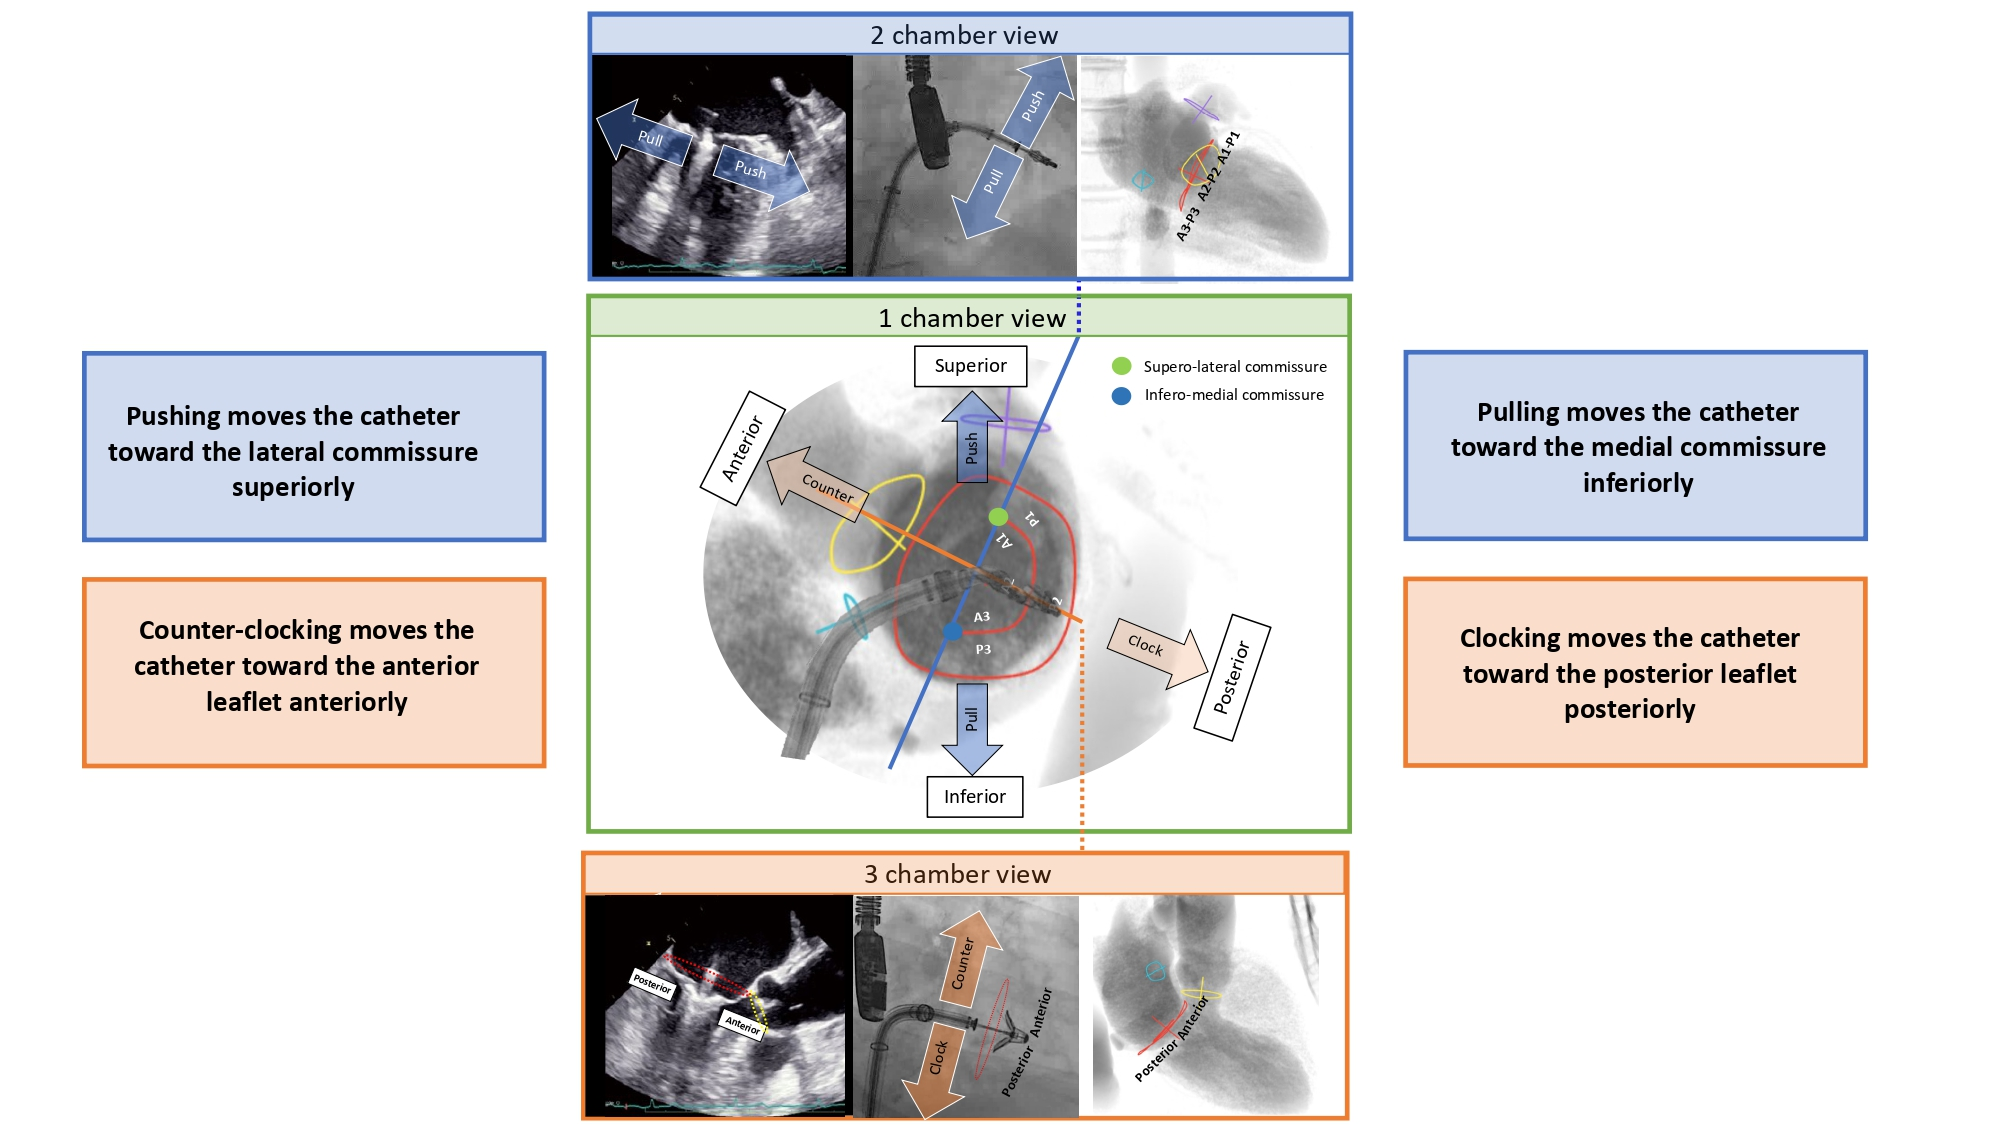 2 chamber view
Pull
Push
Push
Pull
A1-P1
A2-P2
A3-P3
1 chamber view
Superior
Supero-lateral commissure
Infero-medial commissure
Anterior
Push
Counter
P1
A1
2
A3
P3
Clock
Posterior
Pull
Inferior
Pushing moves the catheter
toward the lateral commissure
superiorly
Counter-clocking moves the
catheter toward the anterior
leaflet anteriorly
Pulling moves the catheter
toward the medial commissure
inferiorly
Clocking moves the catheter
toward the posterior leaflet
posteriorly
3 chamber view
Posterior
Anterior
Counter
Clock
Posterior Anterior
Posterior Anterior